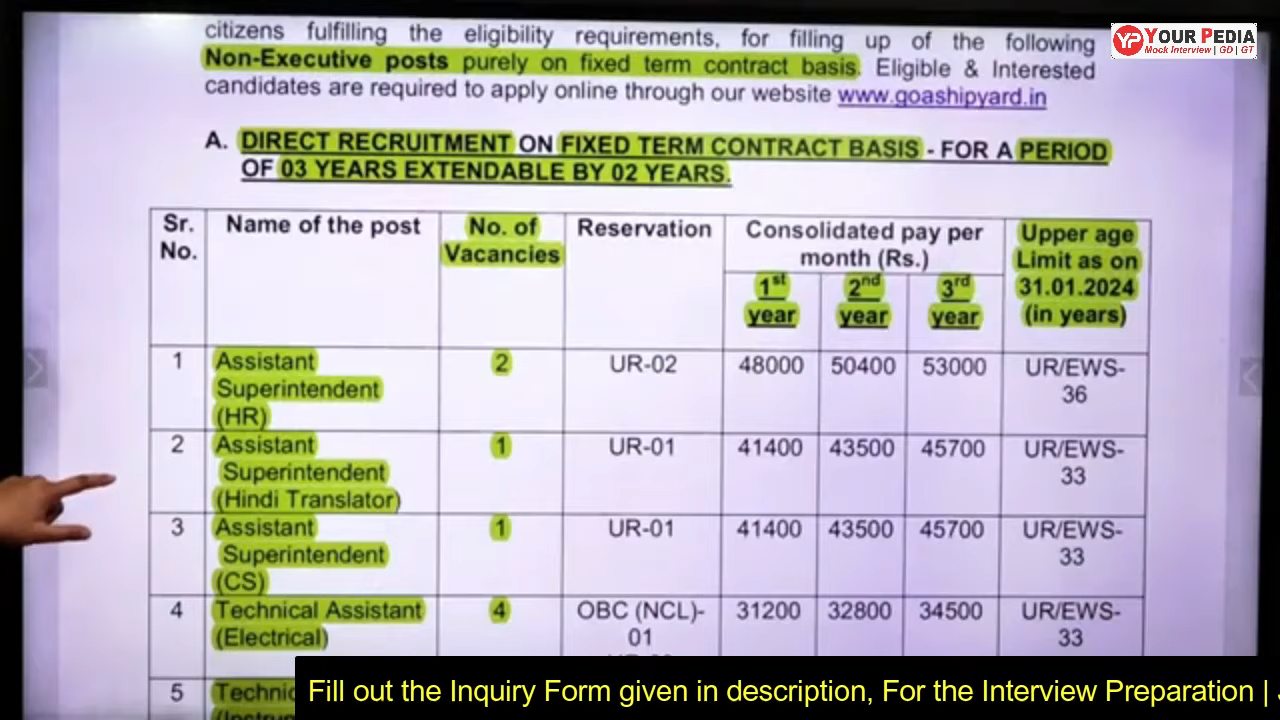 citizens fulfilling the eligibility requirements, for filling up of the following
Non-Executive posts purely on fixed term contract basis. Eligible & Interested
candidates are required to apply online through our website www.goashipyard.in
YOUR PEDIA
Mock Interview | GD | GT
A. DIRECT RECRUITMENT ON FIXED TERM CONTRACT BASIS - FOR A PERIOD
OF 03 YEARS EXTENDABLE BY 02 YEARS.
Sr. No. Name of the post No. of Vacancies Reservation Consolidated pay per month (Rs.) Upper age Limit as on 31.01.2024 (in years)
1st year 2nd year 3rd year
1 Assistant 2 UR-02 48000 50400 53000 UR/EWS-
Superintendent 36
(HR)
2 Assistant 1 UR-01 41400 43500 45700 UR/EWS-
Superintendent 33
(Hindi Translator)
3 Assistant 1 UR-01 41400 43500 45700 UR/EWS-
Superintendent 33
(CS)
4 Technical Assistant 4 OBC (NCL)- 31200 32800 34500 UR/EWS-
(Electrical) 01 33
5
Fill out the Inquiry Form given in description, For the Interview Preparation |